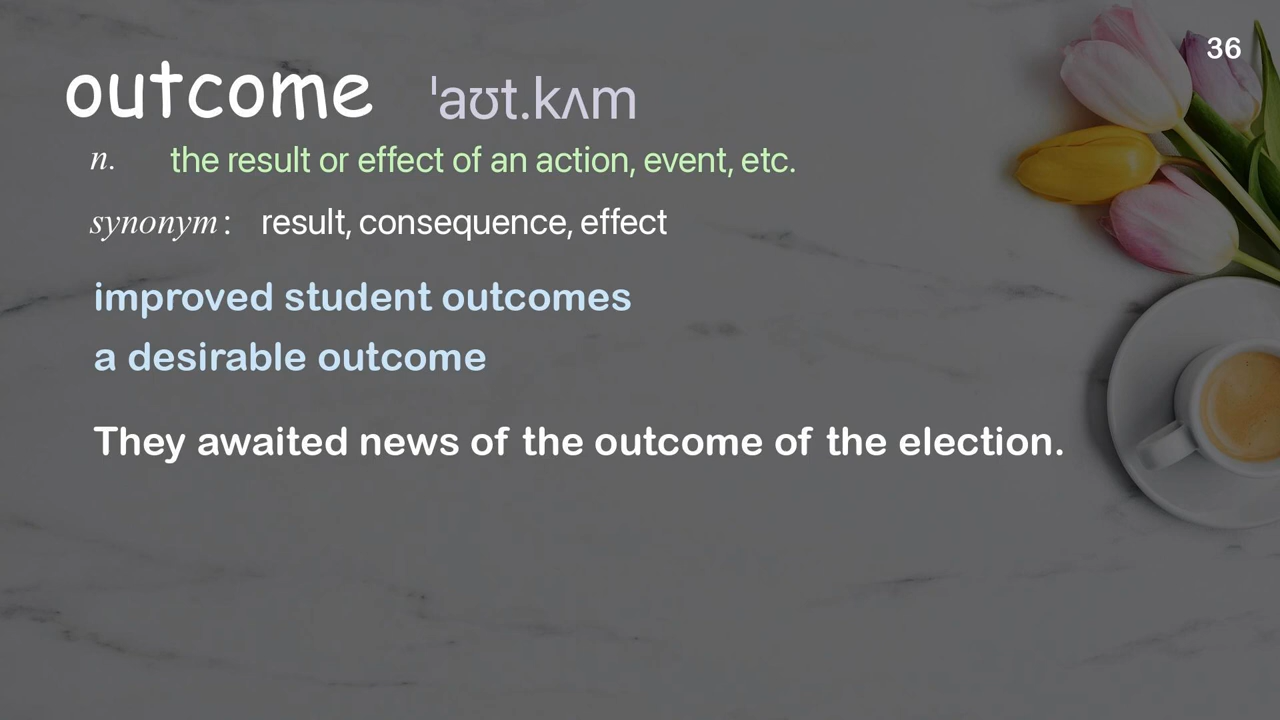 36
outcome ˈaʊt.kʌm
n. the result or effect of an action, event, etc.
synonym: result, consequence, effect
improved student outcomes
a desirable outcome
They awaited news of the outcome of the election.